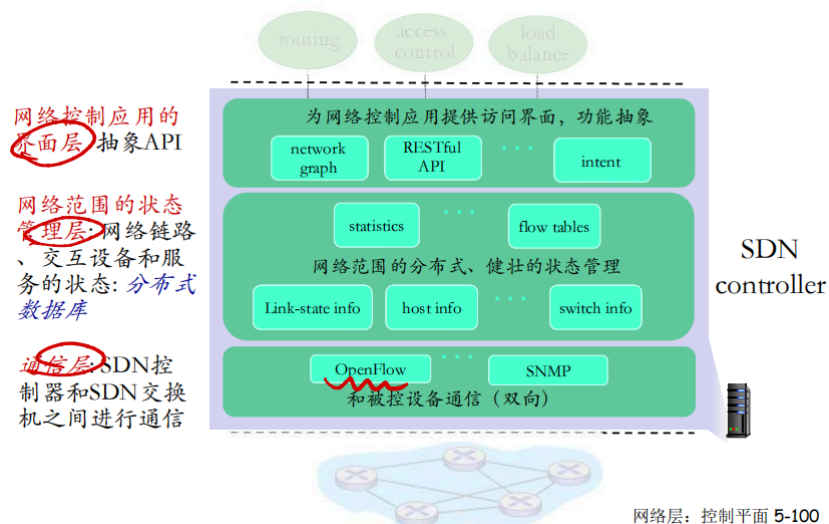 routing
access
control
load
balance
网络控制应用的
界面层:抽象API
为网络控制应用提供访问界面，功能抽象
network
graph
RESTful
API
intent
网络范围的状态
管理层:网络链路
、交互设备和服
务的状态: 分布式
数据库
statistics
flow tables
网络范围的分布式、健壮的状态管理
Link-state info
host info
switch info
SDN
controller
通信层:SDN控
制器和SDN交换
机之间进行通信
OpenFlow
SNMP
和被控设备通信（双向）
网络层：控制平面 5-100